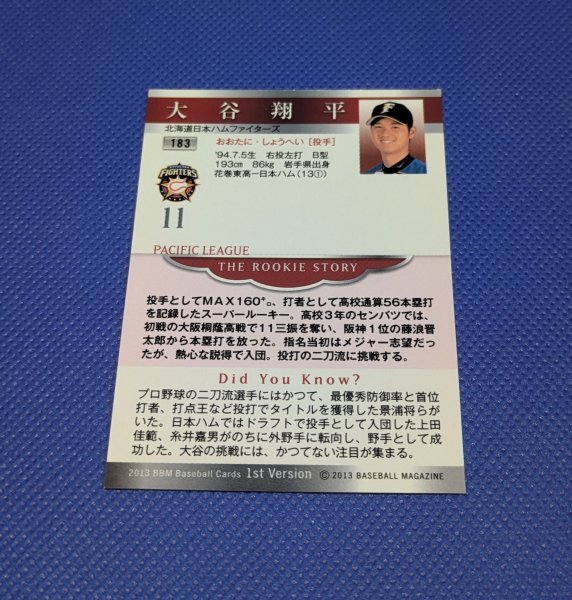 大谷翔平
北海道日本ハムファイターズ
183
おおたに・しょうへい [投手]
'94.7.5生 右投左打 B型
193cm 86kg 岩手県出身
花巻東高―日本ハム(13①)
FIGHTERS
11
PACIFIC LEAGUE
THE ROOKIE STORY
投手としてMAX160㌔、打者として高校通算56本塁打
を記録したスーパールーキー。高校3年のセンバツでは、
初戦の大阪桐蔭高戦で11三振を奪い、阪神1位の藤浪晋
太郎から本塁打を放った。指名当初はメジャー志望だっ
たが、熱心な説得で入団。投打の二刀流に挑戦する。
Did You Know?
プロ野球の二刀流選手にはかつて、最優秀防御率と首位
打者、打点王など投打でタイトルを獲得した景浦将らが
いた。日本ハムではドラフトで投手として入団した上田
佳範、糸井嘉男がのちに外野手に転向し、野手として成
功した。大谷の挑戦には、かつてない注目が集まる。
2013 BBM Baseball Cards 1st Version © 2013 BASEBALL MAGAZINE